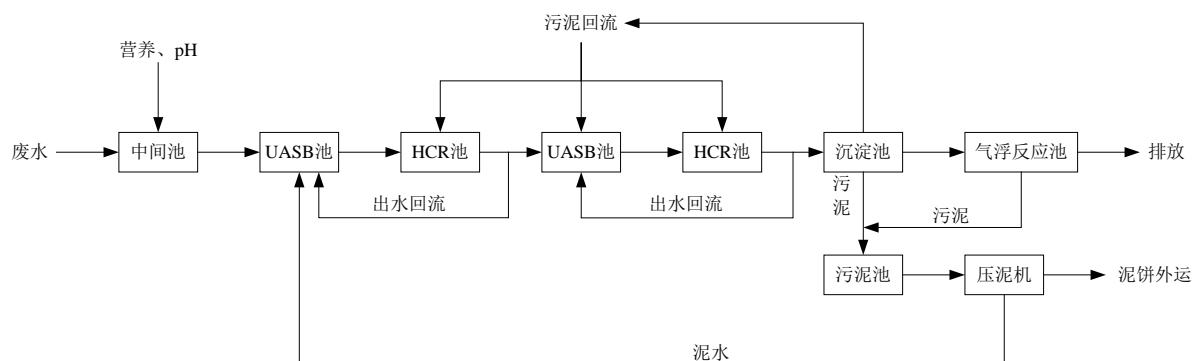 污泥回流
营养、pH
废水
中间池
UASB池
HCR池
UASB池
HCR池
沉淀池
气浮反应池
排放
出水回流
出水回流
污泥
污泥
污泥池
压泥机
泥饼外运
泥水